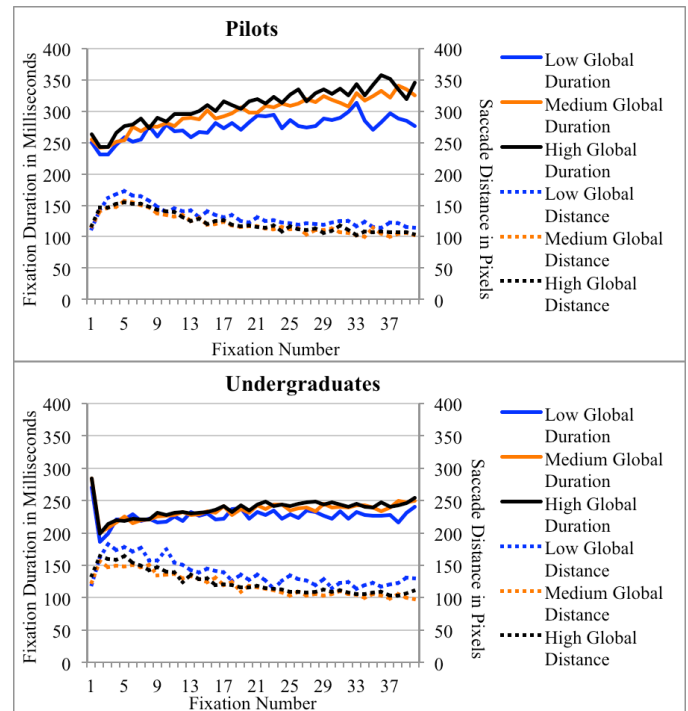 Pilots
Fixation Duration in Milliseconds
400
350
300
250
200
150
100
50
0
400
350
300
250
200
150
100
50
0
Saccade Distance in Pixels
1 5 9 13 17 21 25 29 33 37
Fixation Number
Low Global
Duration
Medium Global
Duration
High Global
Duration
Low Global
Distance
Medium Global
Distance
High Global
Distance
Undergraduates
Fixation Duration in Milliseconds
400
350
300
250
200
150
100
50
0
400
350
300
250
200
150
100
50
0
Saccade Distance in Pixels
1 5 9 13 17 21 25 29 33 37
Fixation Number
Low Global
Duration
Medium Global
Duration
High Global
Duration
Low Global
Distance
Medium Global
Distance
High Global
Distance